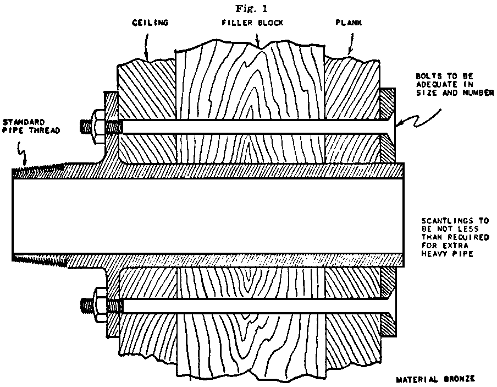 Fig. 1
CEILING
FILLER BLOCK
PLANK
BOLTS TO BE
ADEQUATE IN
SIZE AND NUMBER
STANDARD
PIPE THREAD
SCANTLINGS TO
BE NOT LESS
THAN REQUIRED
FOR EXTRA
HEAVY PIPE
MATERIAL BRONZE